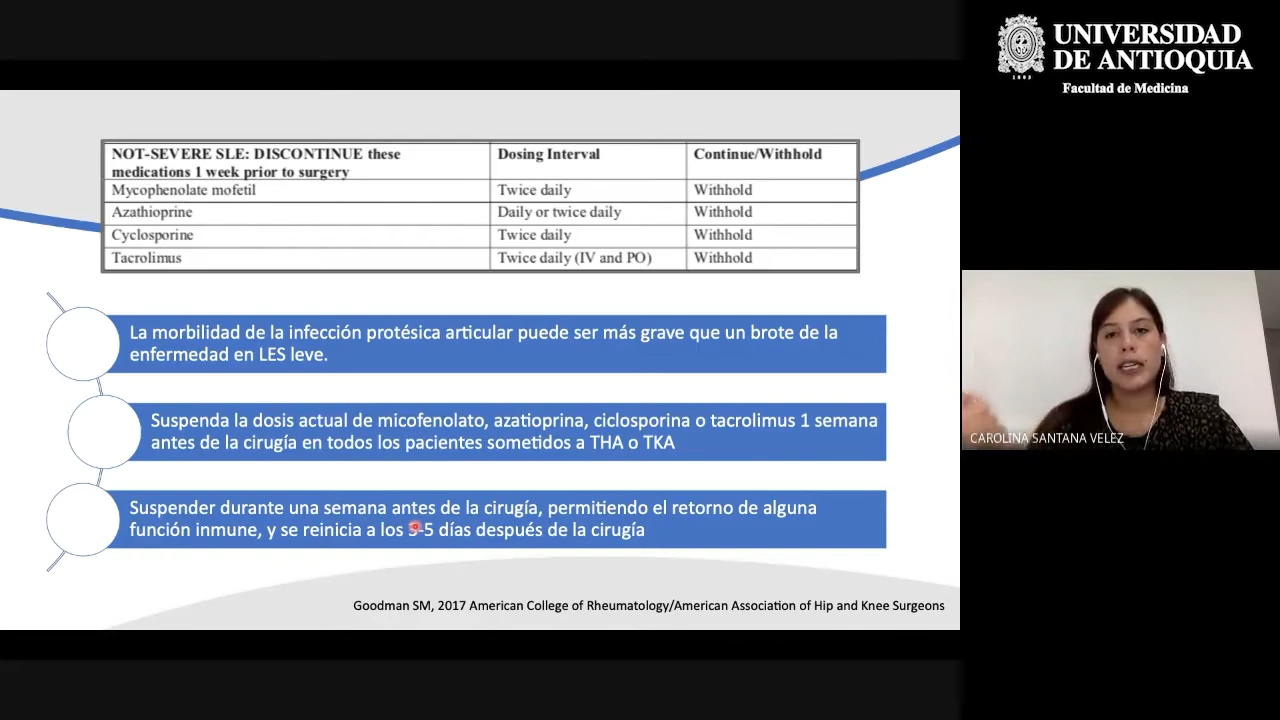 UNIVERSIDAD
DE ANTIOQUIA
1803
Facultad de Medicina
NOT-SEVERE SLE: DISCONTINUE these
medications 1 week prior to surgery
Dosing Interval
Continue/Withhold
Mycophenolate mofetil
Twice daily
Withhold
Azathioprine
Daily or twice daily
Withhold
Cyclosporine
Twice daily
Withhold
Tacrolimus
Twice daily (IV and PO)
Withhold
La morbilidad de la infección protésica articular puede ser más grave que un brote de la
enfermedad en LES leve.
Suspenda la dosis actual de micofenolato, azatioprina, ciclosporina o tacrolimus 1 semana
antes de la cirugía en todos los pacientes sometidos a THA o TKA
Suspender durante una semana antes de la cirugía, permitiendo el retorno de alguna
función inmune, y se reinicia a los 3-5 días después de la cirugía
Goodman SM, 2017 American College of Rheumatology/American Association of Hip and Knee Surgeons
CAROLINA SANTANA VELEZ